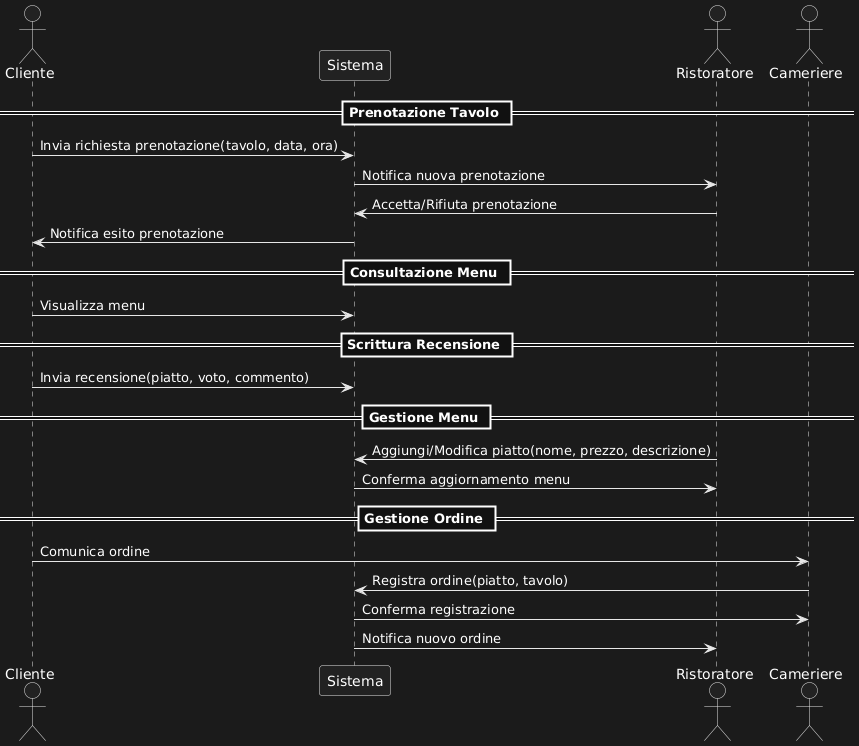 Cliente
Sistema
Ristoratore
Cameriere
Prenotazione Tavolo
Invia richiesta prenotazione(tavolo, data, ora)
Notifica nuova prenotazione
Accetta/Rifiuta prenotazione
Notifica esito prenotazione
Consultazione Menu
Visualizza menu
Scrittura Recensione
Invia recensione(piatto, voto, commento)
Gestione Menu
Aggiungi/Modifica piatto(nome, prezzo, descrizione)
Conferma aggiornamento menu
Gestione Ordine
Comunica ordine
Registra ordine(piatto, tavolo)
Conferma registrazione
Notifica nuovo ordine
Cliente
Sistema
Ristoratore
Cameriere